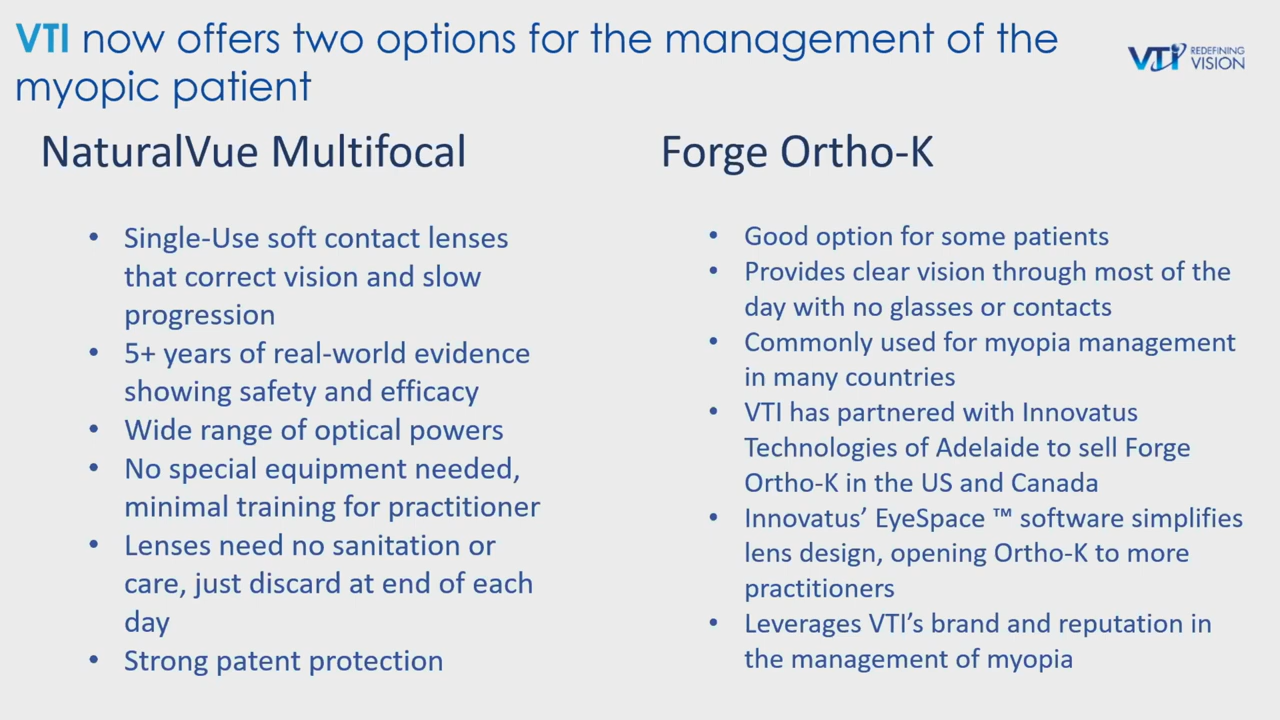 VTI now offers two options for the management of the
myopic patient
VTI REDEFINING
VISION
NaturalVue Multifocal
• Single-Use soft contact lenses
that correct vision and slow
progression
• 5+ years of real-world evidence
showing safety and efficacy
• Wide range of optical powers
• No special equipment needed,
minimal training for practitioner
• Lenses need no sanitation or
care, just discard at end of each
day
• Strong patent protection
Forge Ortho-K
• Good option for some patients
• Provides clear vision through most of the
day with no glasses or contacts
• Commonly used for myopia management
in many countries
• VTI has partnered with Innovatus
Technologies of Adelaide to sell Forge
Ortho-K in the US and Canada
• Innovatus’ EyeSpace ™ software simplifies
lens design, opening Ortho-K to more
practitioners
• Leverages VTI’s brand and reputation in
the management of myopia